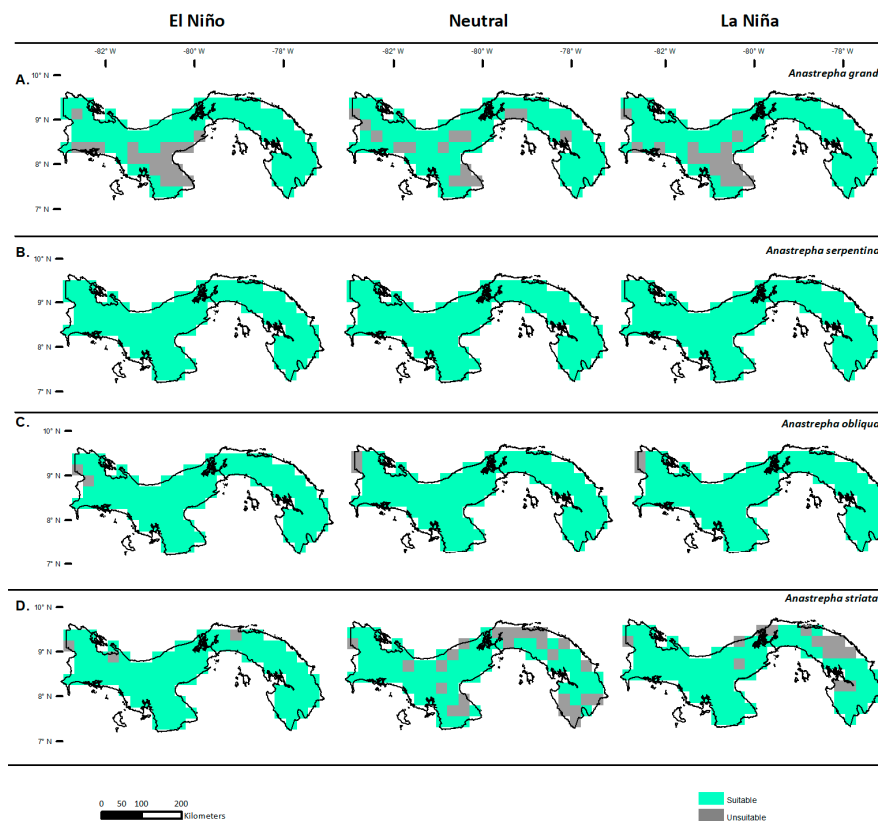 El Niño Neutral La Niña
-82° W -80° W -78° W -82° W -80° W -78° W -82° W -80° W -77° W
A. 10° N Anastrepha grand
9° N
8° N
7° N
B. 10° N Anastrepha serpentina
9° N
8° N
7° N
C. 10° N Anastrepha obliqua
9° N
8° N
7° N
D. 10° N Anastrepha striata
9° N
8° N
7° N
0 50 100 200
Kilometers
Suitable
Unsuitable